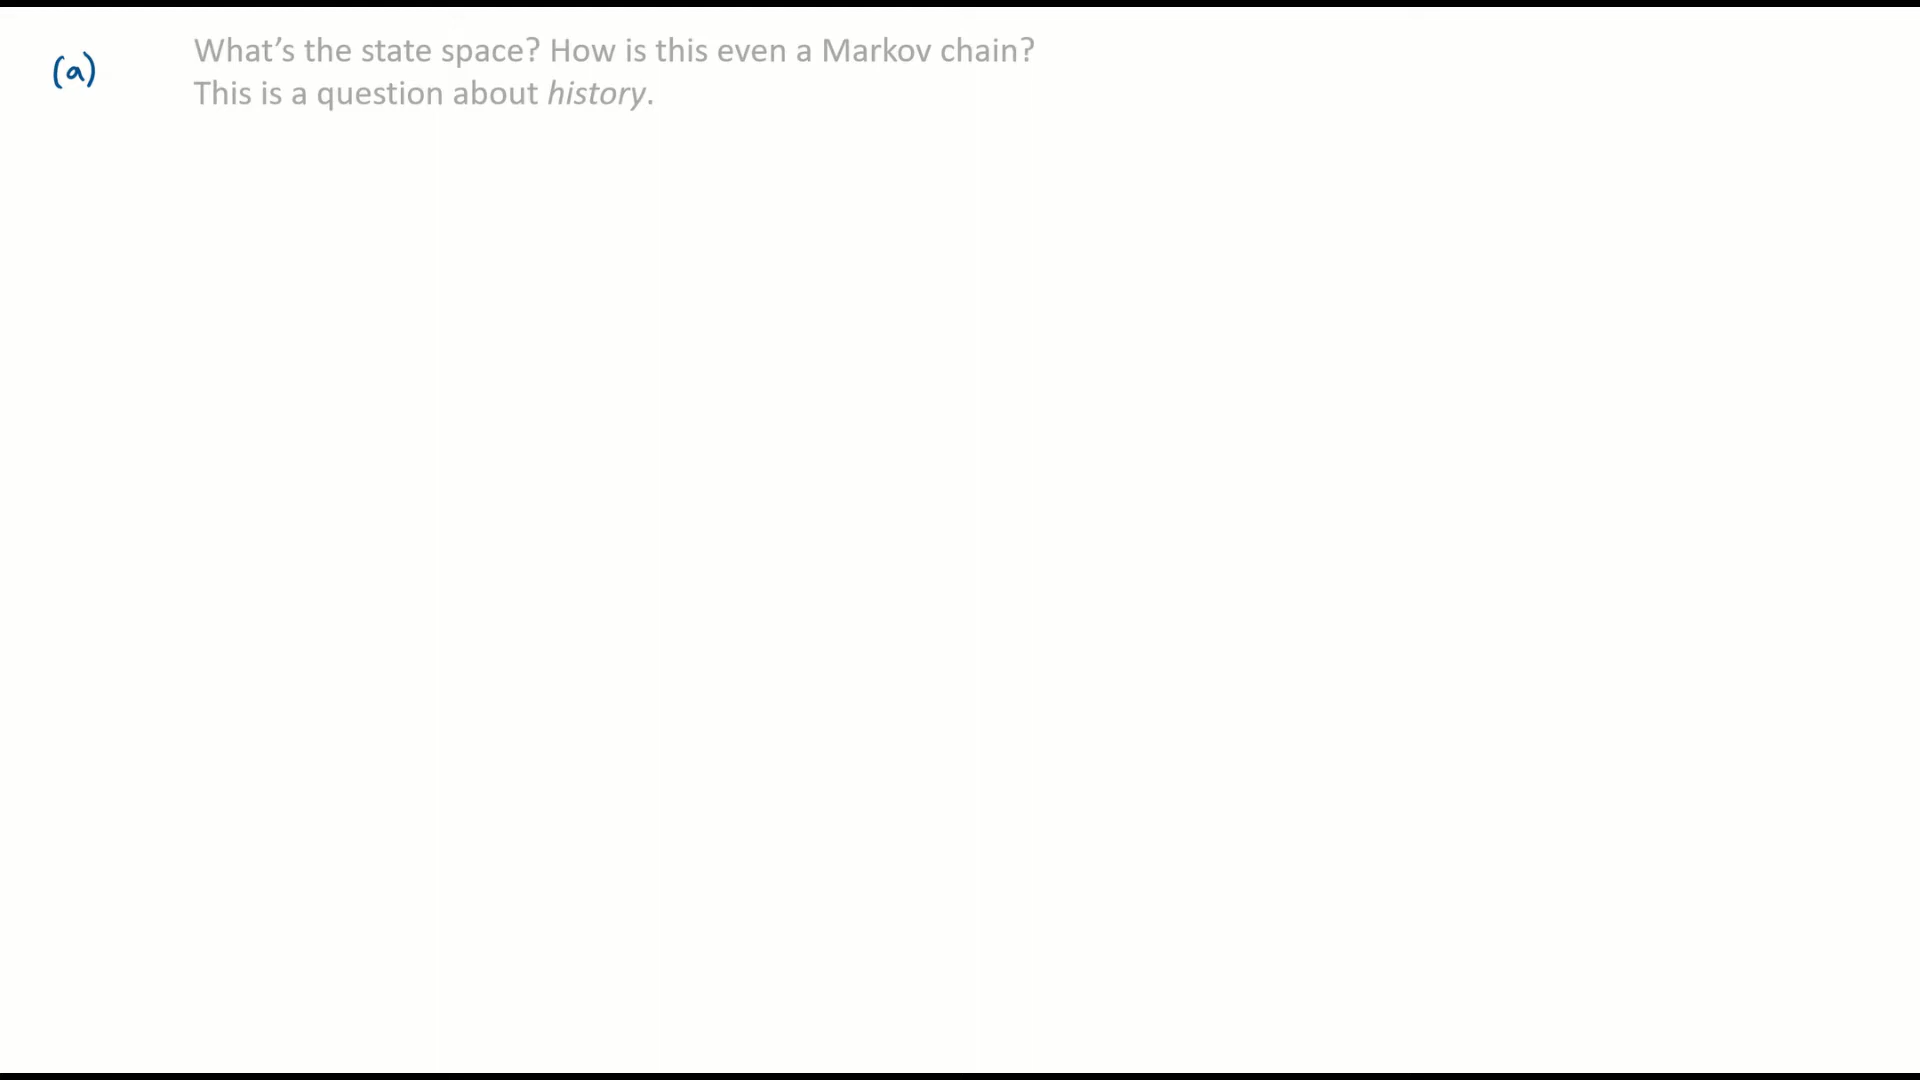 (a)
What's the state space? How is this even a Markov chain?
This is a question about history.